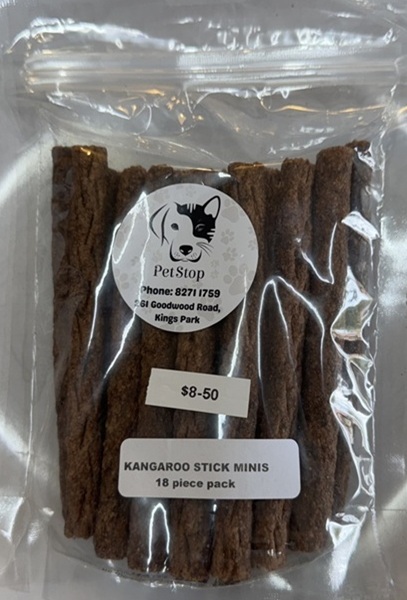 PetStop
Phone: 8271 1759
261 Goodwood Road,
Kings Park
$8-50
KANGAROO STICK MINIS
18 piece pack